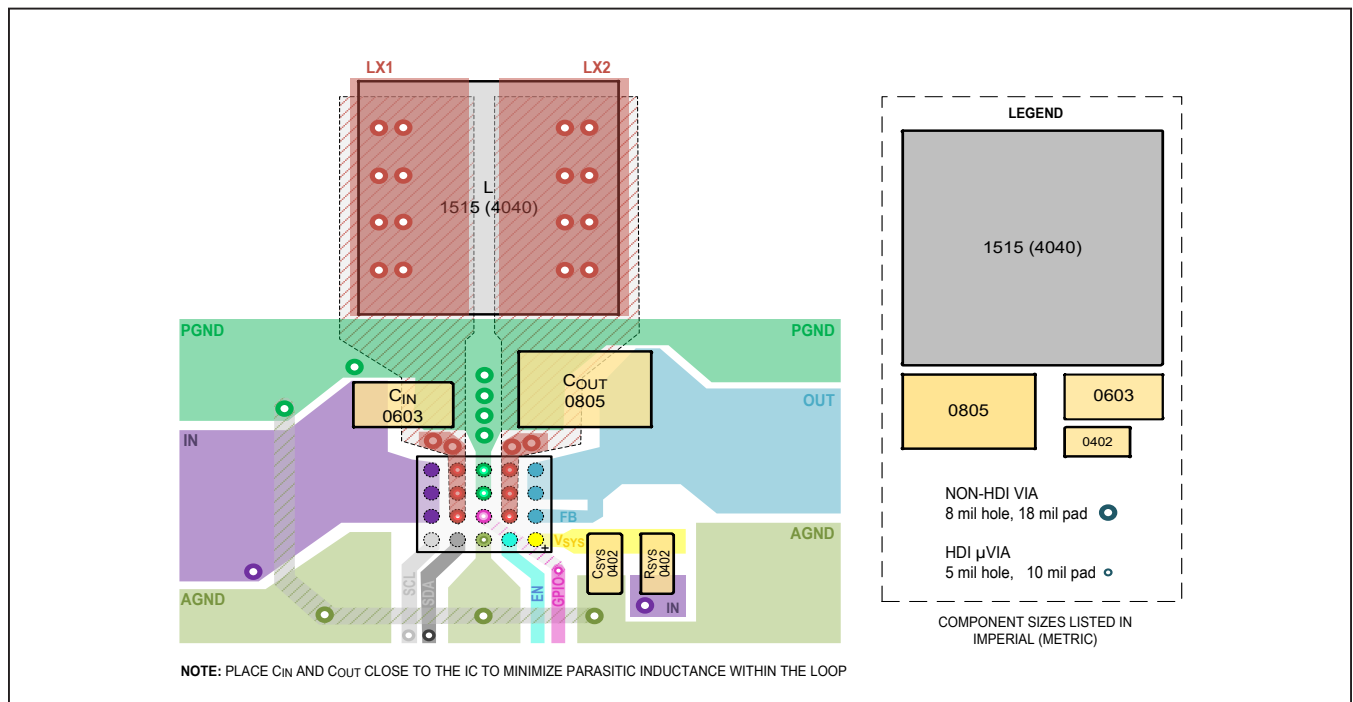 LX1
LX2
L
1515 (4040)
PGND
PGND
CIN
0603
COUT
0805
OUT
IN
FB
VSYS
AGND
AGND
SCL
SDA
EN
GPIO
CSYS
0402
RSYS
0402
IN
+
NOTE: PLACE CIN AND COUT CLOSE TO THE IC TO MINIMIZE PARASITIC INDUCTANCE WITHIN THE LOOP
LEGEND
1515 (4040)
0805
0603
0402
NON-HDI VIA
8 mil hole, 18 mil pad
HDI µVIA
5 mil hole, 10 mil pad
COMPONENT SIZES LISTED IN
IMPERIAL (METRIC)